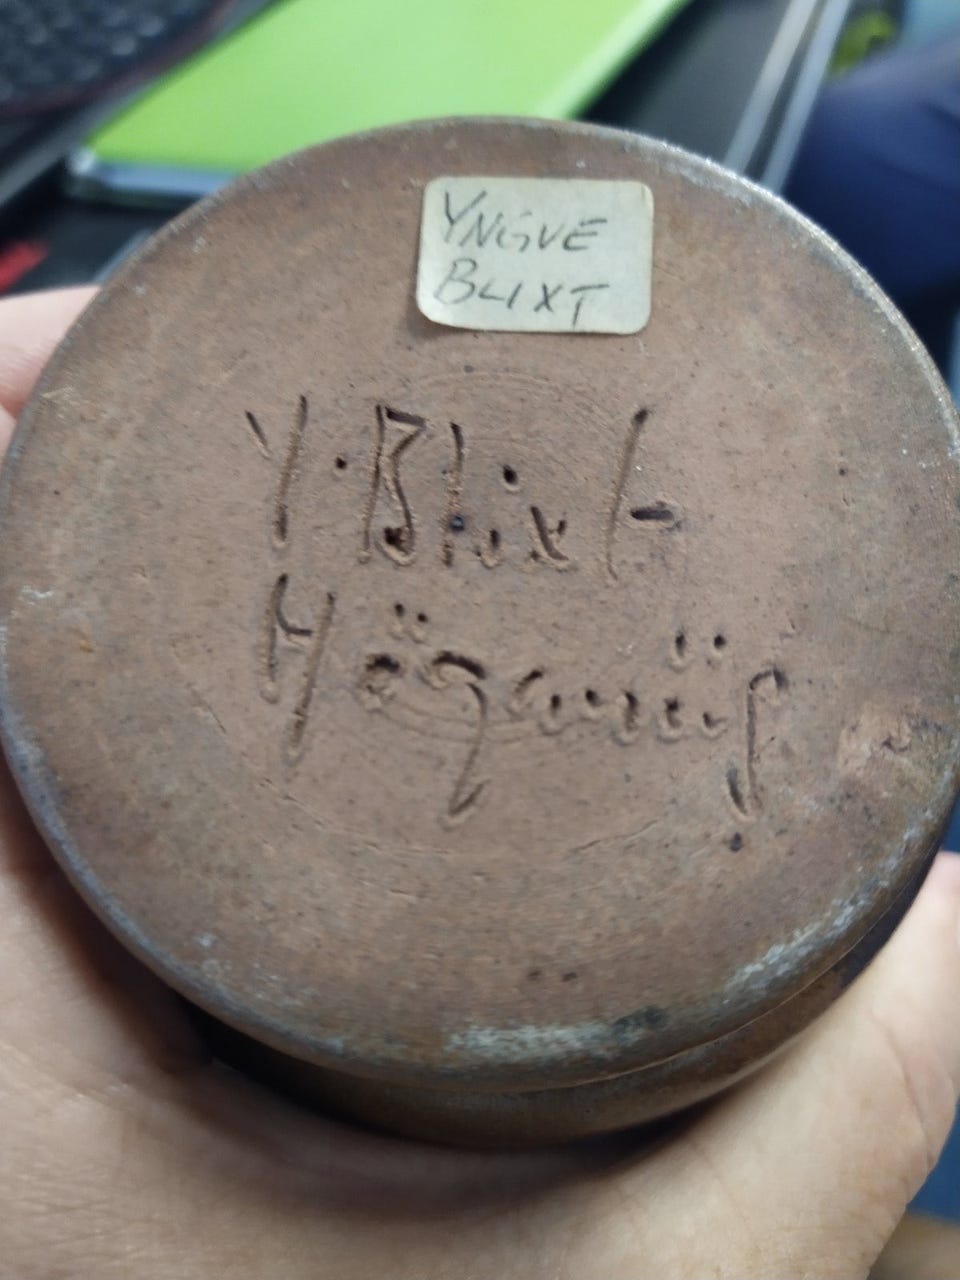 YNGVE
BLIXT
Y. Blixt
Höganäs